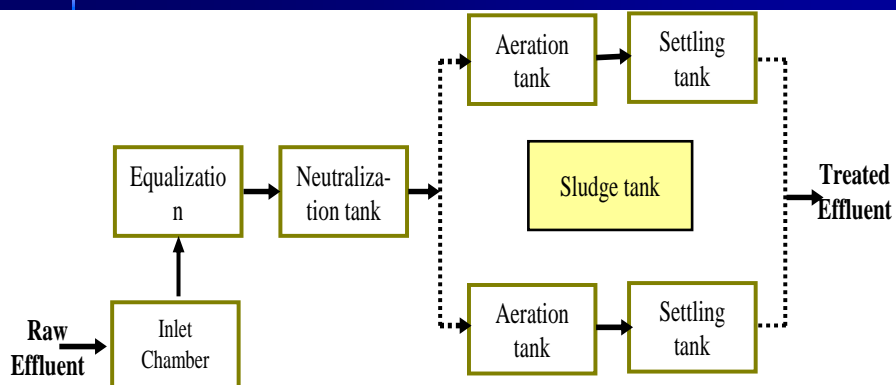 Raw
Effluent
Inlet
Chamber
Equalizatio
n
Neutraliza-
tion tank
Aeration
tank
Settling
tank
Sludge tank
Aeration
tank
Settling
tank
Treated
Effluent